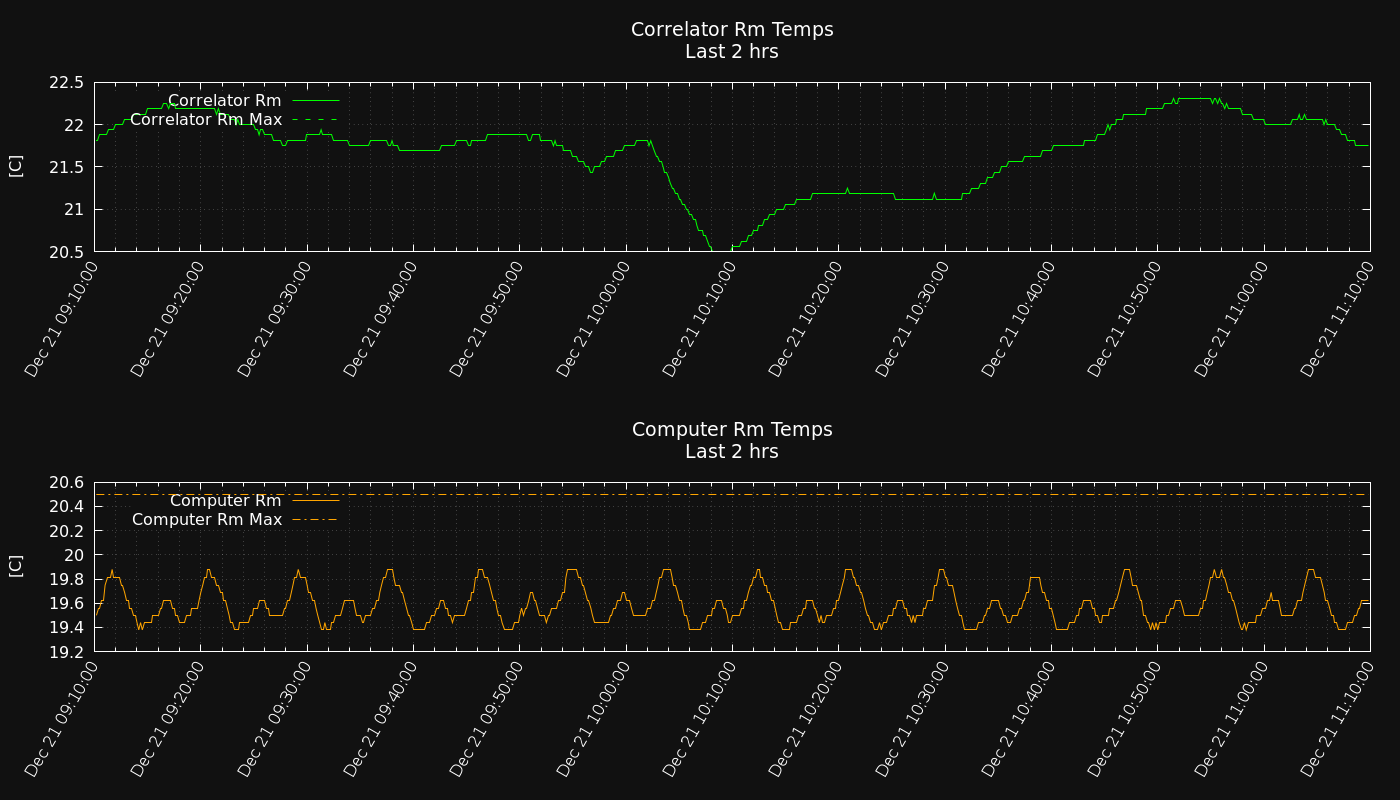 Correlator Rm Temps
Last 2 hrs
[C]
22.5
22
21.5
21
20.5
Correlator Rm
Correlator Rm Max
Dec 21 09:10:00
Dec 21 09:20:00
Dec 21 09:30:00
Dec 21 09:40:00
Dec 21 09:50:00
Dec 21 10:00:00
Dec 21 10:10:00
Dec 21 10:20:00
Dec 21 10:30:00
Dec 21 10:40:00
Dec 21 10:50:00
Dec 21 11:00:00
Dec 21 11:10:00
Computer Rm Temps
Last 2 hrs
[C]
20.6
20.4
20.2
20
19.8
19.6
19.4
19.2
Computer Rm
Computer Rm Max
Dec 21 09:10:00
Dec 21 09:20:00
Dec 21 09:30:00
Dec 21 09:40:00
Dec 21 09:50:00
Dec 21 10:00:00
Dec 21 10:10:00
Dec 21 10:20:00
Dec 21 10:30:00
Dec 21 10:40:00
Dec 21 10:50:00
Dec 21 11:00:00
Dec 21 11:10:00